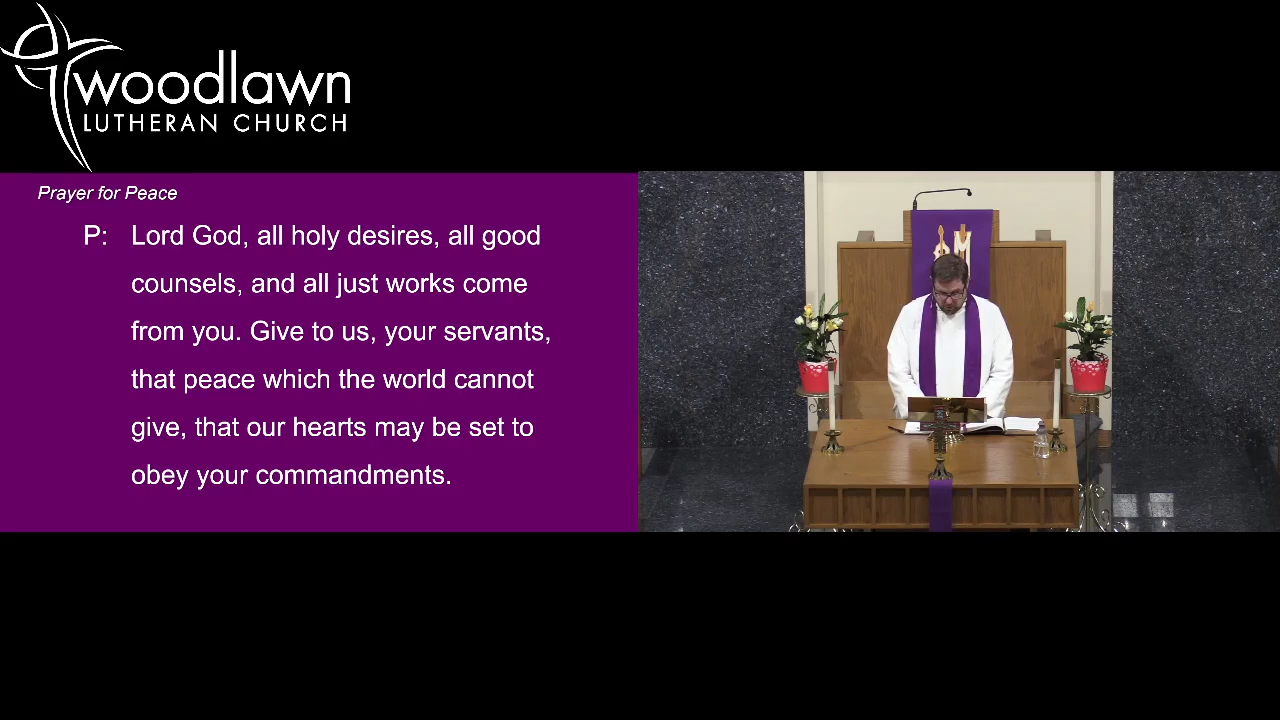 woodlawn
LUTHERAN CHURCH
Prayer for Peace
P: Lord God, all holy desires, all good
counsels, and all just works come
from you. Give to us, your servants,
that peace which the world cannot
give, that our hearts may be set to
obey your commandments.